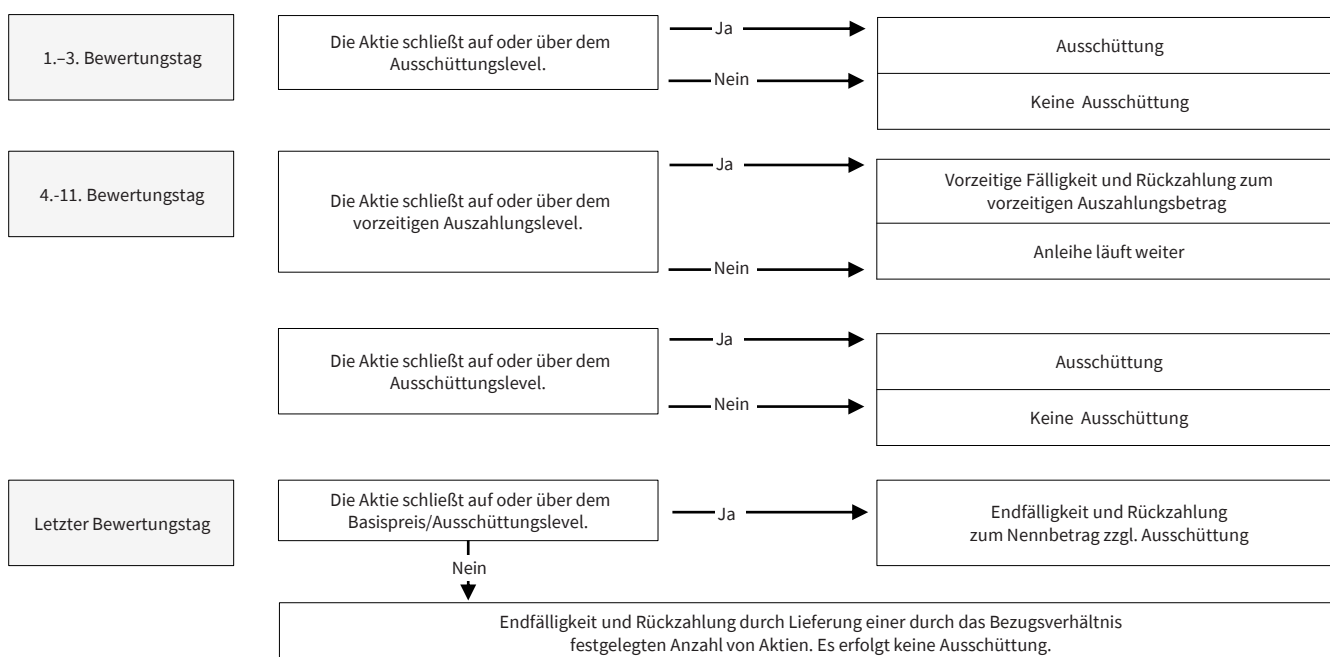 1.–3. Bewertungstag
Die Aktie schließt auf oder über dem
Ausschüttungslevel.
Ja
Nein
Ausschüttung
Keine Ausschüttung
4.-11. Bewertungstag
Die Aktie schließt auf oder über dem
vorzeitigen Auszahlungslevel.
Ja
Nein
Vorzeitige Fälligkeit und Rückzahlung zum
vorzeitigen Auszahlungsbetrag
Anleihe läuft weiter
Die Aktie schließt auf oder über dem
Ausschüttungslevel.
Ja
Nein
Ausschüttung
Keine Ausschüttung
Letzter Bewertungstag
Die Aktie schließt auf oder über dem
Basispreis/Ausschüttungslevel.
Ja
Endfälligkeit und Rückzahlung
zum Nennbetrag zzgl. Ausschüttung
Nein
Endfälligkeit und Rückzahlung durch Lieferung einer durch das Bezugsverhältnis
festgelegten Anzahl von Aktien. Es erfolgt keine Ausschüttung.